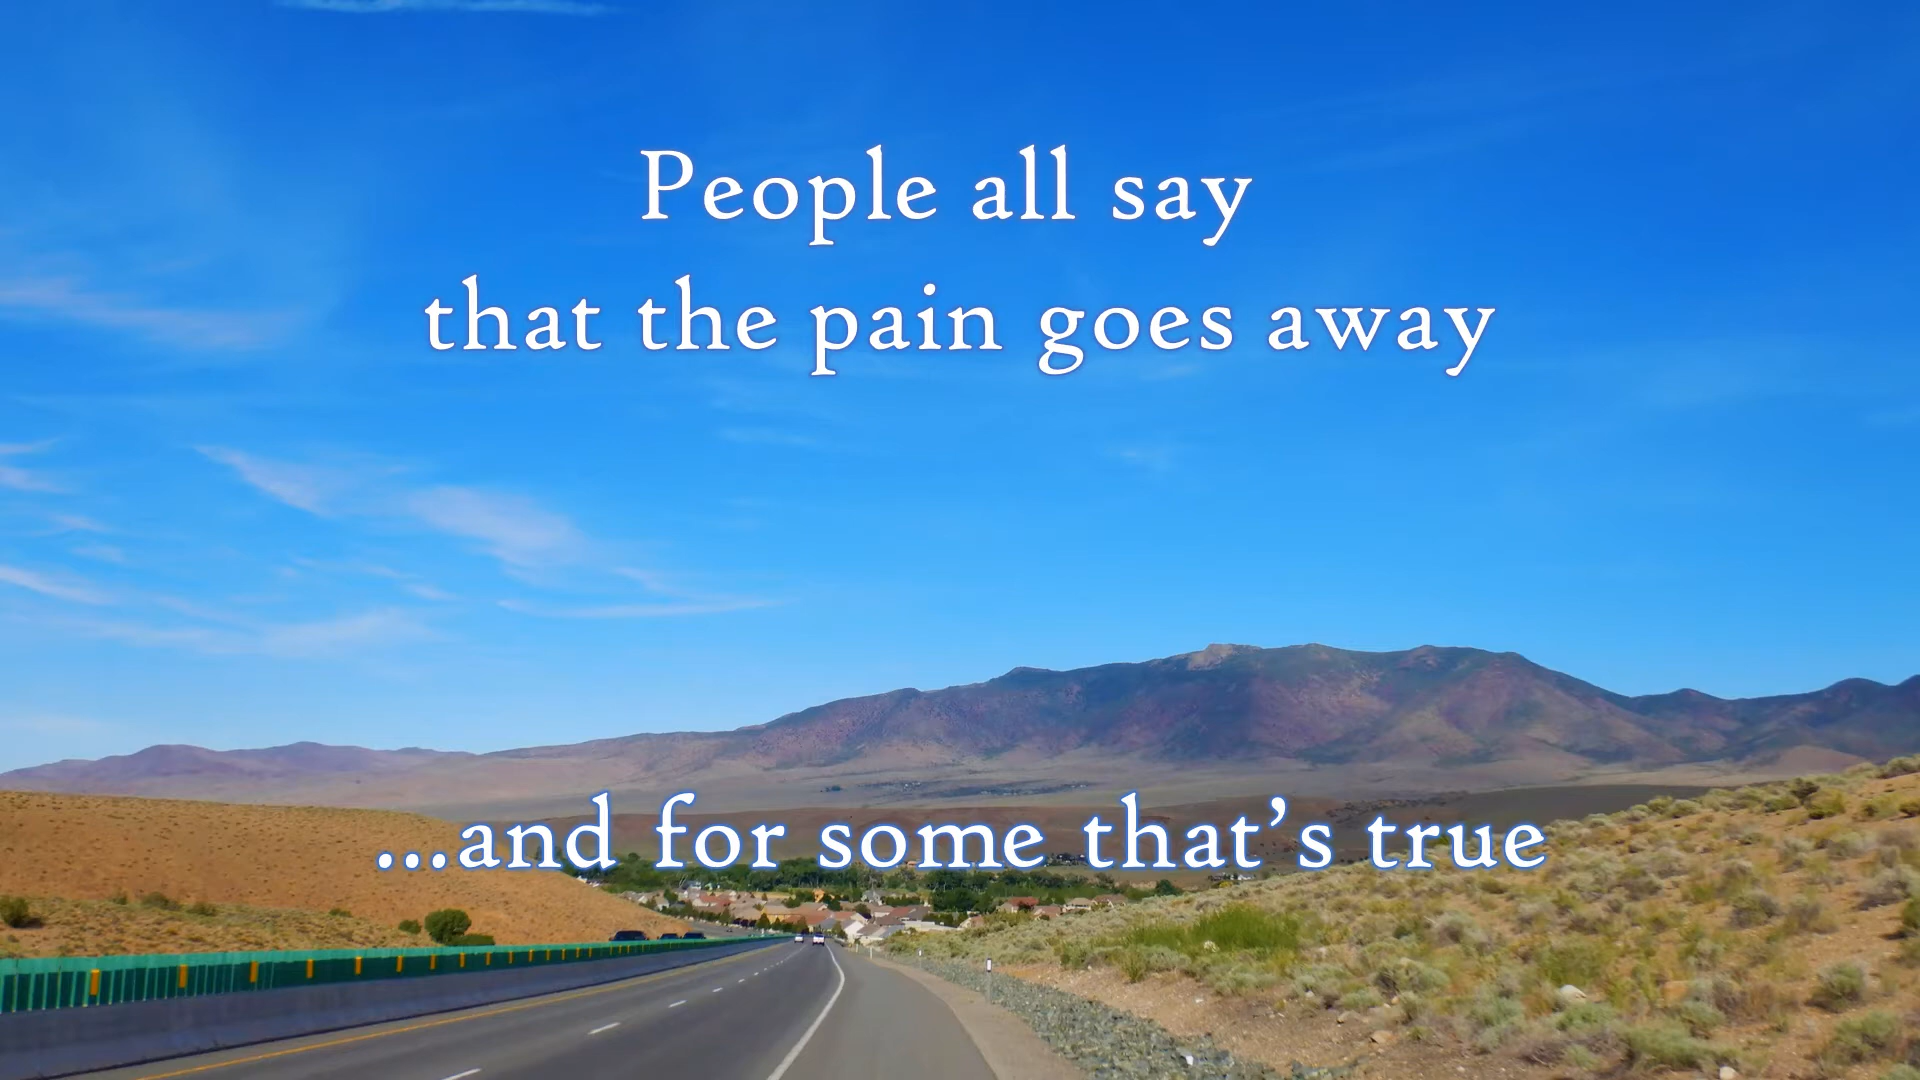 People all say
that the pain goes away
...and for some that's true